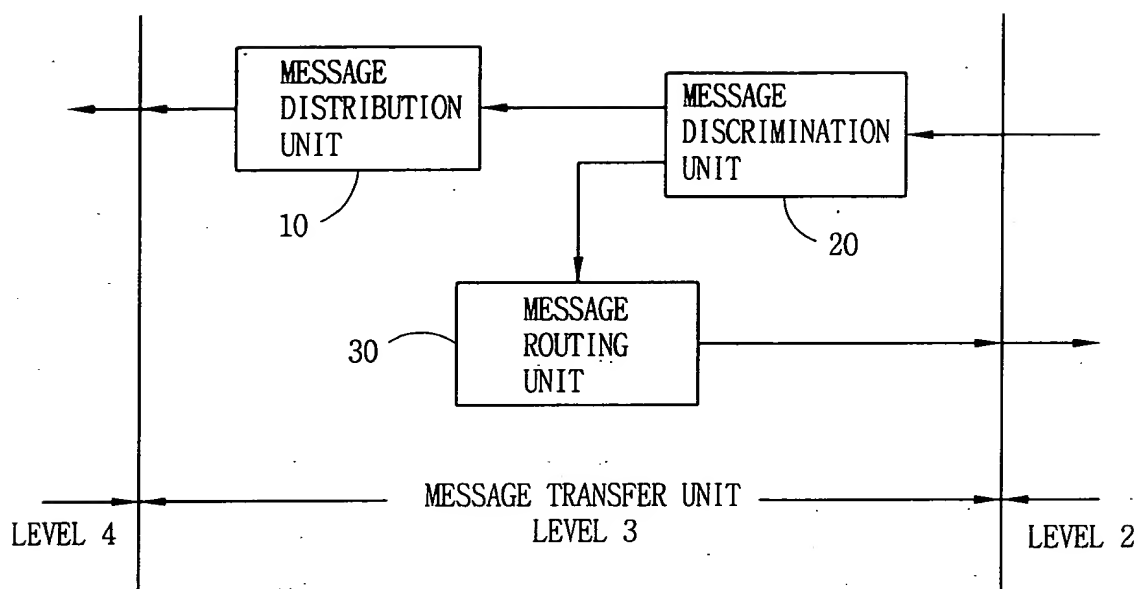 MESSAGE
DISTRIBUTION
UNIT
10
MESSAGE
DISCRIMINATION
UNIT
20
MESSAGE
ROUTING
UNIT
30
LEVEL 4
MESSAGE TRANSFER UNIT
LEVEL 3
LEVEL 2